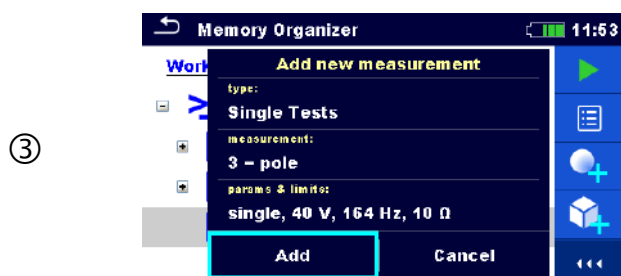 ③
Memory Organizer 11:53
Work
Add new measurement
type:
Single Tests
measurement:
3 – pole
params & limits:
single, 40 V, 164 Hz, 10 Ω
Add Cancel